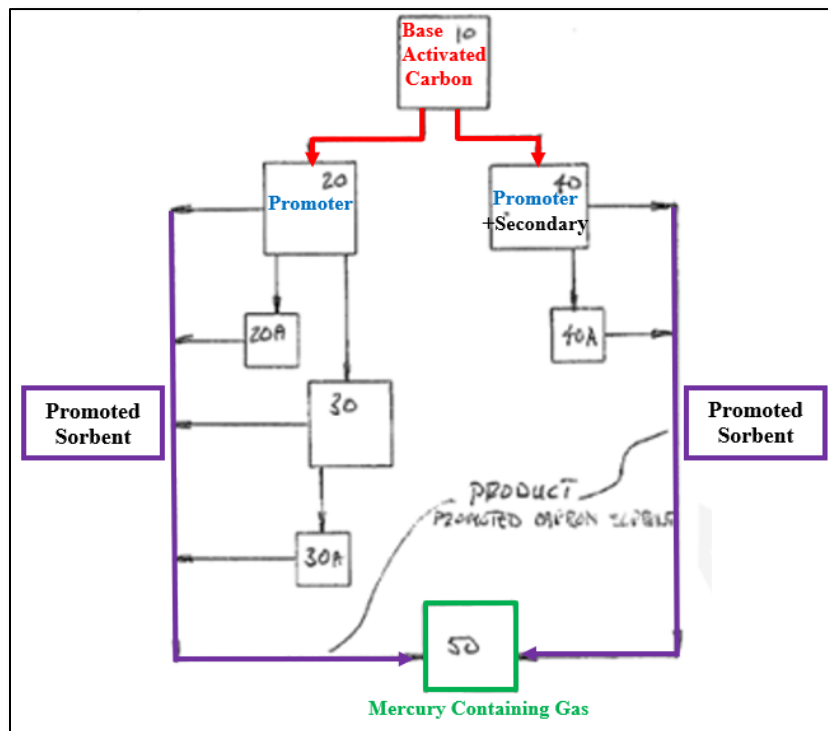 Base 10
Activated
Carbon
20
Promoter
40
Promoter
+Secondary
20A
40A
Promoted
Sorbent
30
Promoted
Sorbent
PRODUCT
PROMOTED
30A
50
Mercury Containing Gas